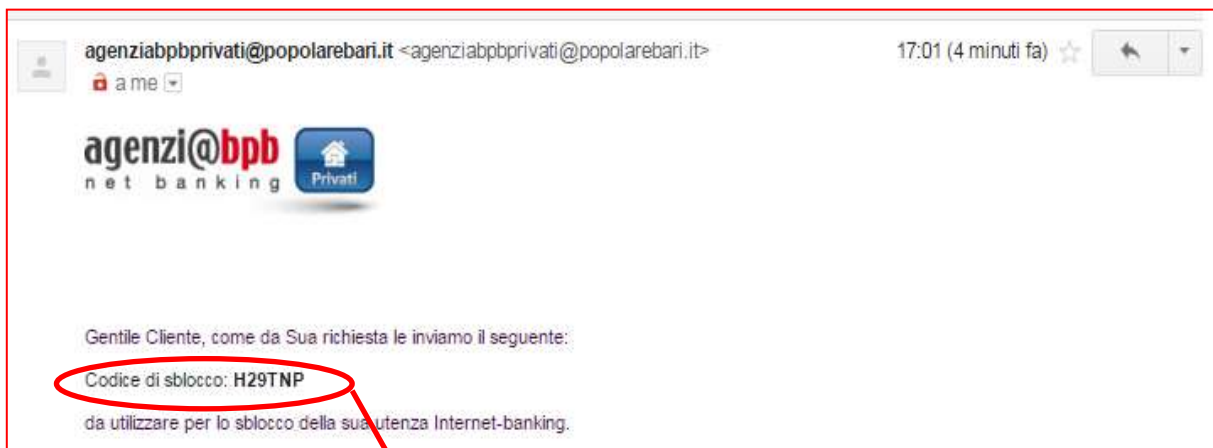 agenziabpbprivati@popolarebari.it <agenziabpbprivati@popolarebari.it> 17:01 (4 minuti fa)
a me
agenzi@bpb
net banking
Privati
Gentile Cliente, come da Sua richiesta le inviamo il seguente:
Codice di sblocco: H29TNP
da utilizzare per lo sblocco della sua utenza Internet-banking.